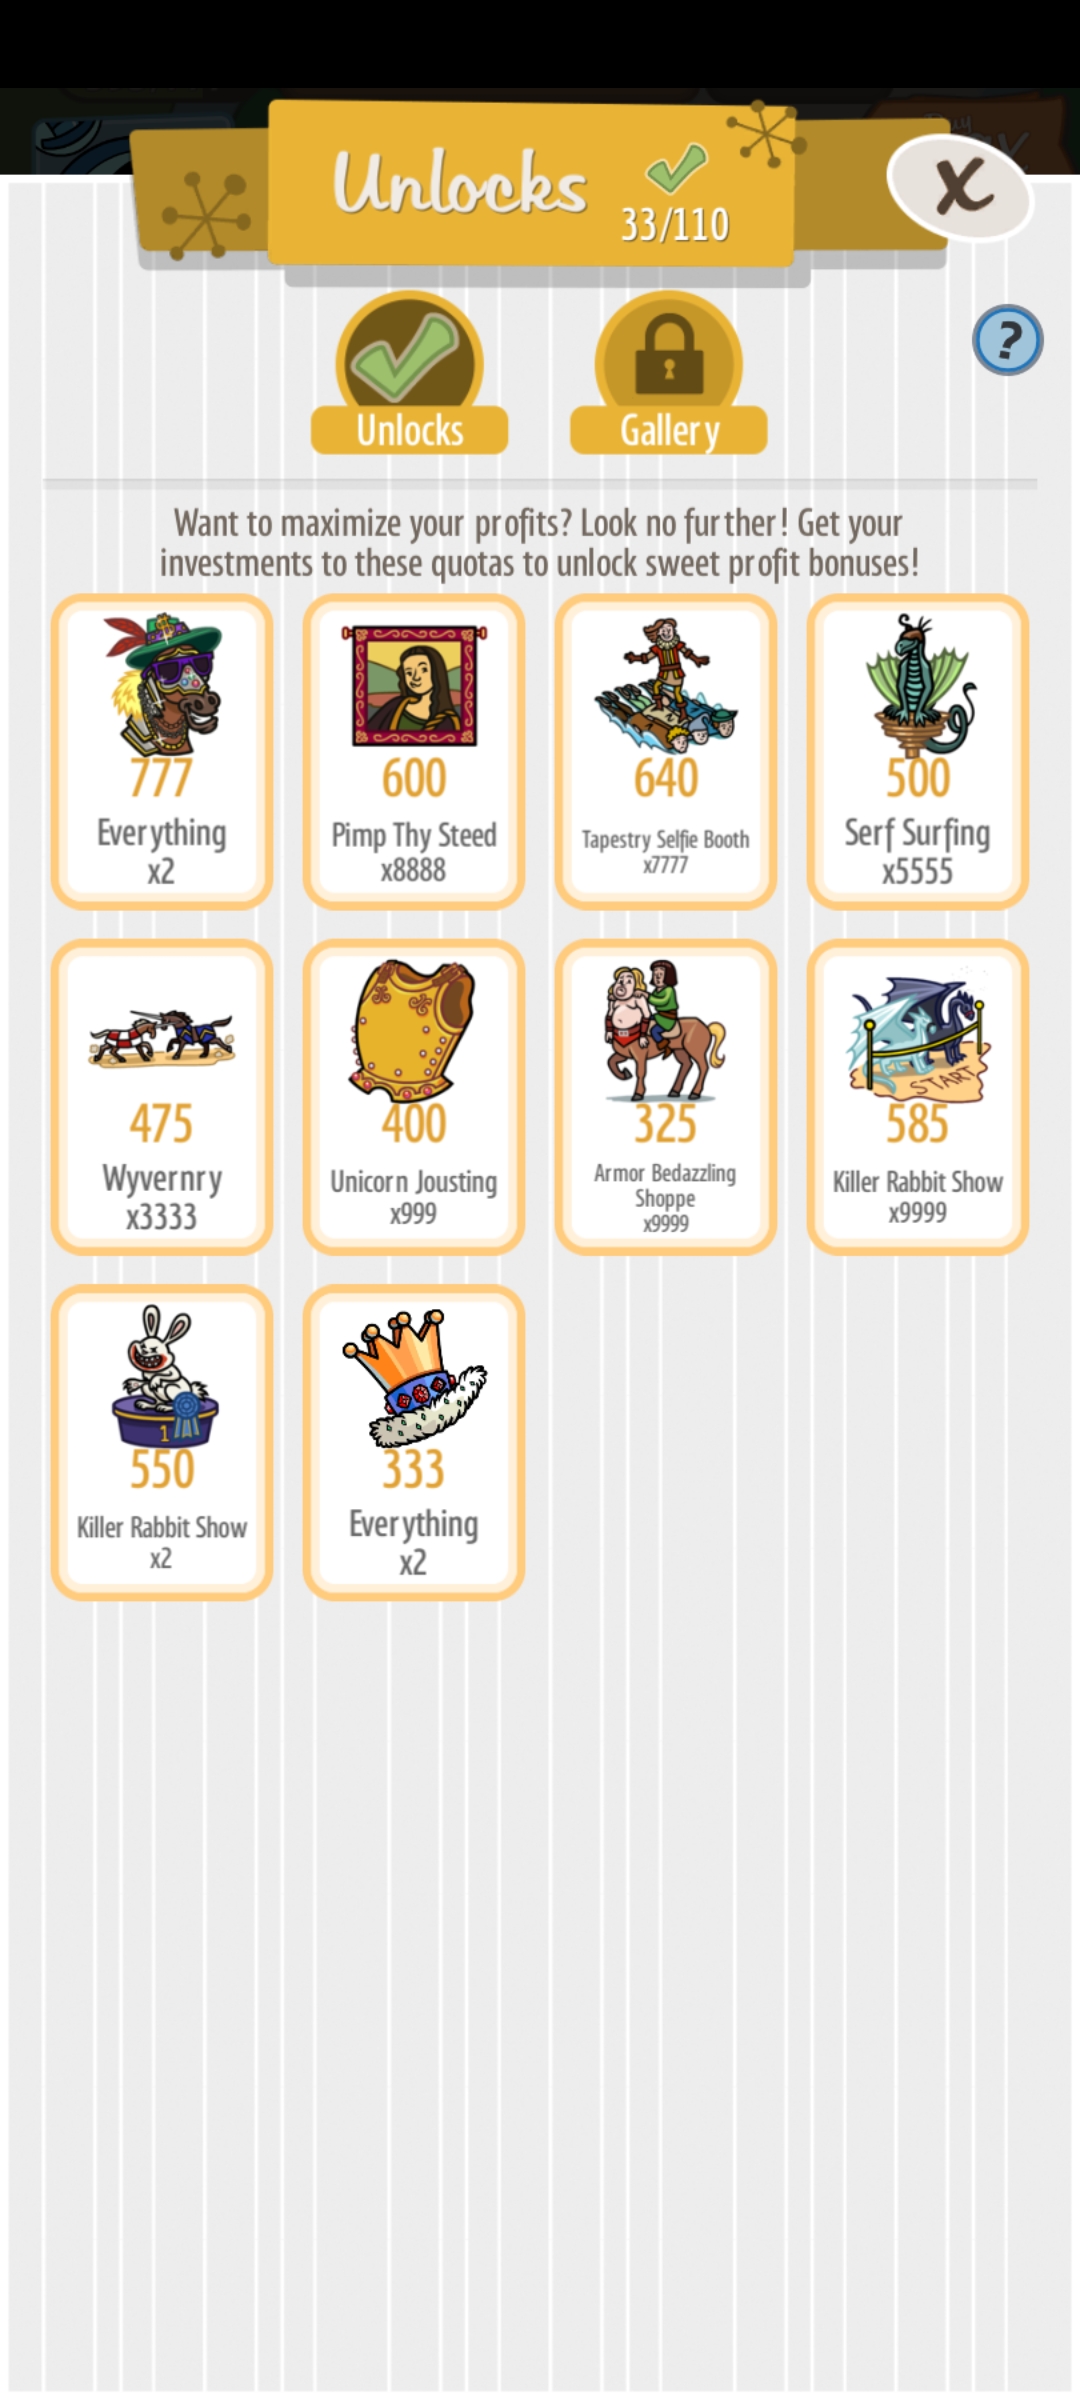 Unlocks
33/110
X
?
Unlocks
Gallery
Want to maximize your profits? Look no further! Get your
investments to these quotas to unlock sweet profit bonuses!
777
Everything
x2
600
Pimp Thy Steed
x8888
640
Tapestry Selfie Booth
x7777
500
Serf Surfing
x5555
475
Wyvernry
x3333
400
Unicorn Jousting
x999
325
Armor Bedazzling
Shoppe
x9999
START
585
Killer Rabbit Show
x9999
1
550
Killer Rabbit Show
x2
333
Everything
x2